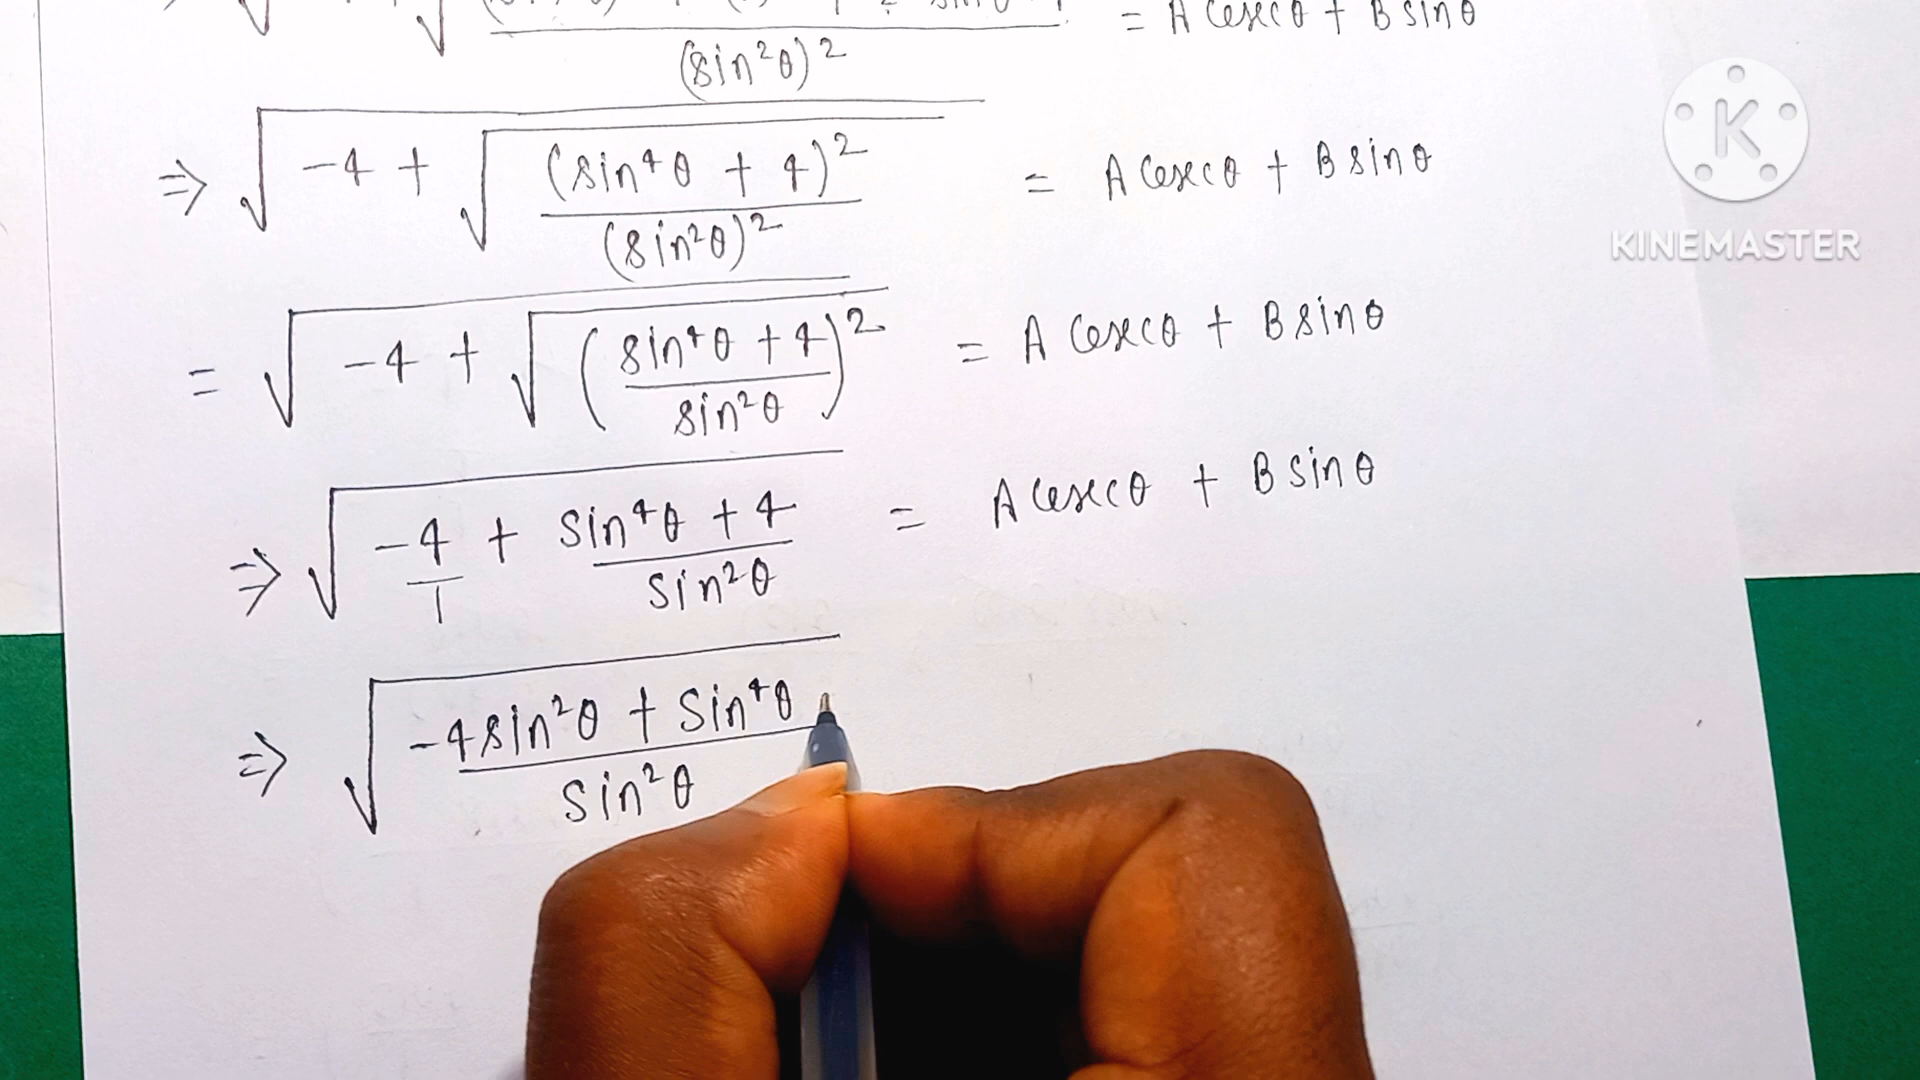 = A Cosecθ + B sinθ
(sin²θ)²
⇒ √(-4 + √((sin⁴θ + 4)²/(sin²θ)²)) = A Cosecθ + B sinθ
= √(-4 + √((sin⁴θ + 4)/sin²θ)²) = A Cosecθ + B sinθ
⇒ √(-4/1 + (Sin⁴θ + 4)/Sin²θ) = A Cosecθ + B sinθ
⇒ √((-4sin²θ + Sin⁴θ)/Sin²θ)
K
KINEMASTER